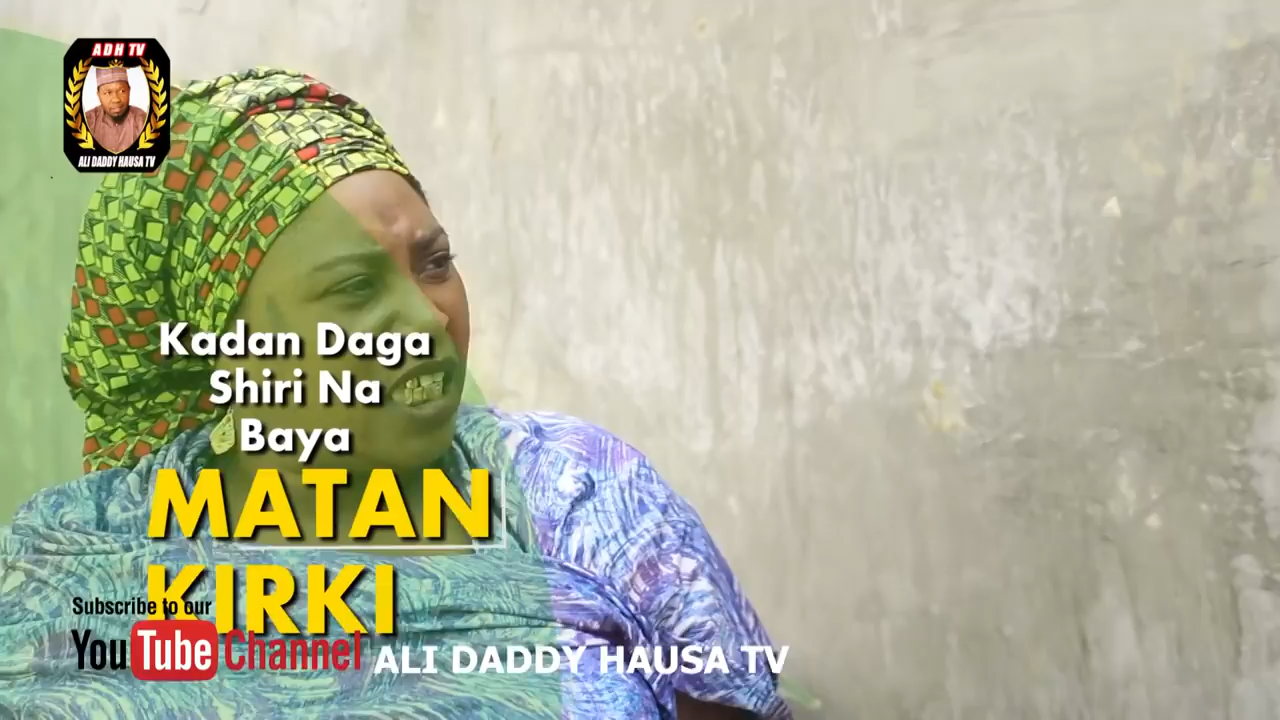 ADH TV
ALI DADDY HAUSA TV
Kadan Daga
Shiri Na
Baya
MATAN
KIRKI
Subscribe to our
YouTube Channel
ALI DADDY HAUSA TV